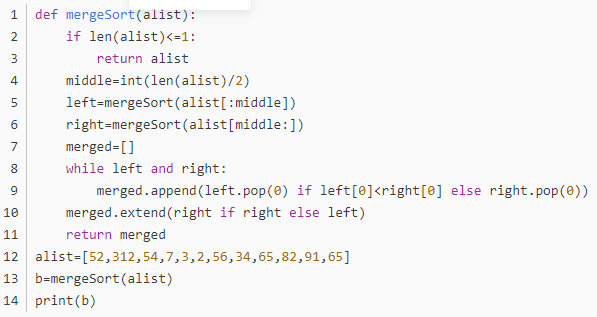 1 def mergeSort(alist):
2     if len(alist)<=1:
3         return alist
4     middle=int(len(alist)/2)
5     left=mergeSort(alist[:middle])
6     right=mergeSort(alist[middle:])
7     merged=[]
8     while left and right:
9         merged.append(left.pop(0) if left[0]<right[0] else right.pop(0))
10     merged.extend(right if right else left)
11     return merged
12 alist=[52,312,54,7,3,2,56,34,65,82,91,65]
13 b=mergeSort(alist)
14 print(b)